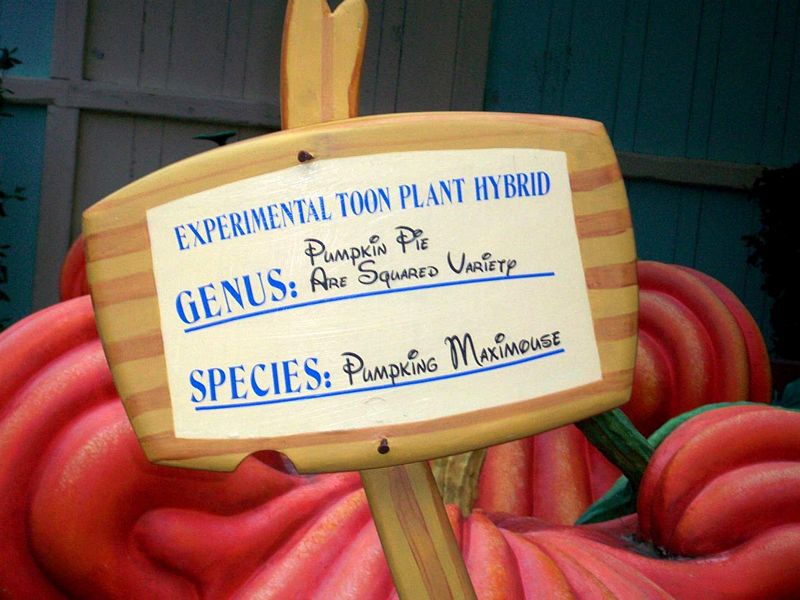 EXPERIMENTAL TOON PLANT HYBRID
GENUS: Pumpkin Pie
Are Squared Variety
SPECIES: Pumpking Maximouse